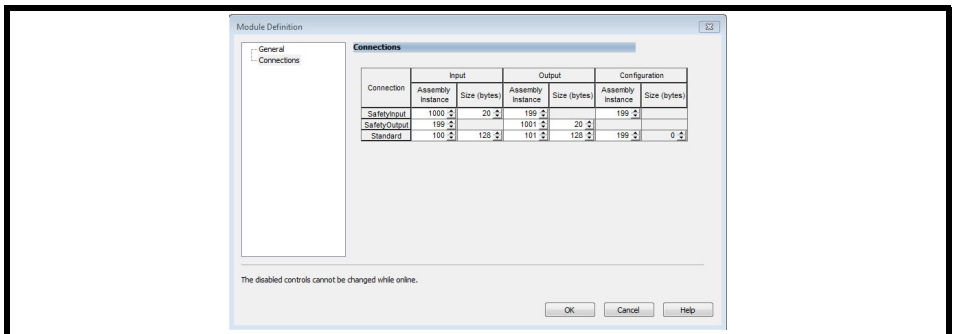 Module Definition
General
Connections
Connections
Connection Input Output Configuration
Assembly Instance Size (bytes) Assembly Instance Size (bytes) Assembly Instance Size (bytes)
SafetyInput 1000 20 199 199
SafetyOutput 199 1001 20
Standard 100 128 101 128 199 0
The disabled controls cannot be changed while online.
OK Cancel Help